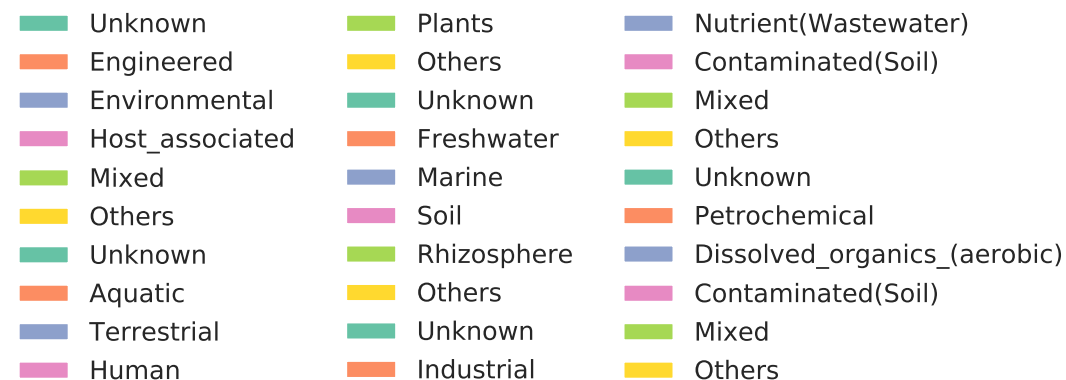 Unknown
Engineered
Environmental
Host_associated
Mixed
Others
Unknown
Aquatic
Terrestrial
Human
Plants
Others
Unknown
Freshwater
Marine
Soil
Rhizosphere
Others
Unknown
Industrial
Nutrient(Wastewater)
Contaminated(Soil)
Mixed
Others
Unknown
Petrochemical
Dissolved_organics_(aerobic)
Contaminated(Soil)
Mixed
Others